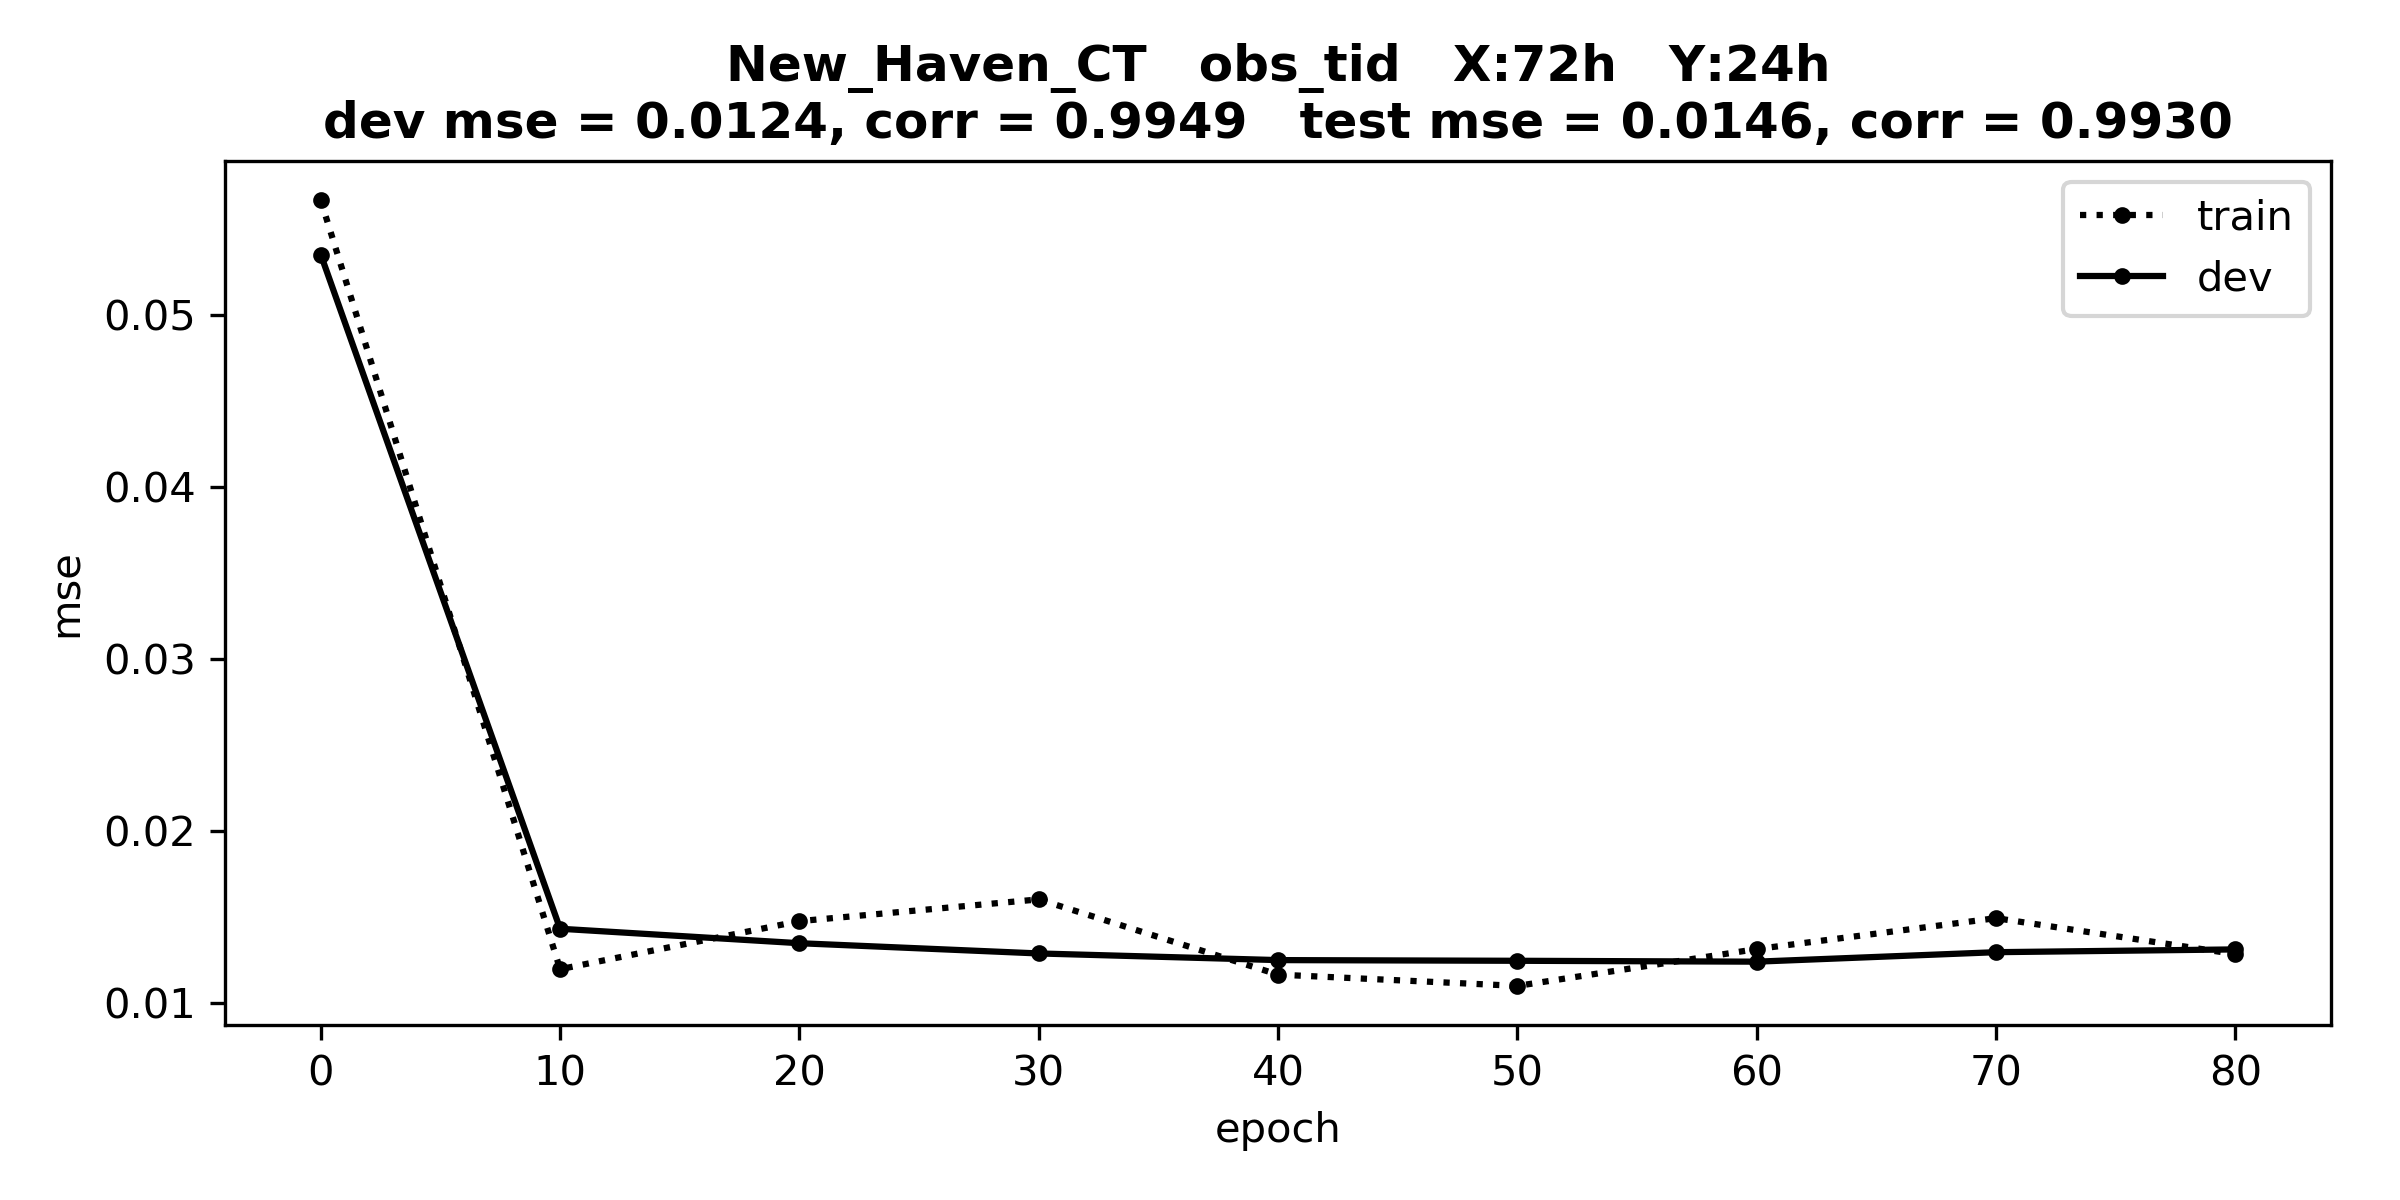 New_Haven_CT   obs_tid   X:72h   Y:24h
dev mse = 0.0124, corr = 0.9949   test mse = 0.0146, corr = 0.9930
train
dev
0.05
0.04
0.03
0.02
0.01
mse
0 10 20 30 40 50 60 70 80
epoch